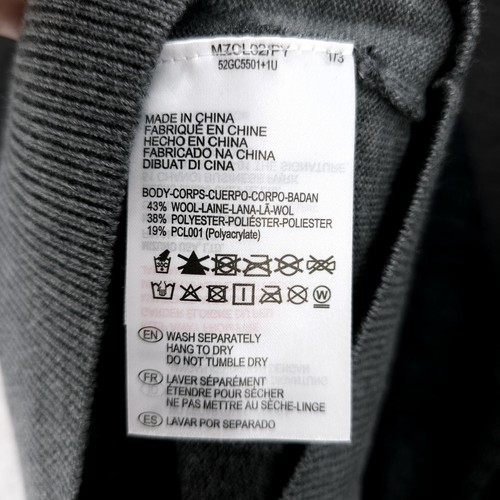 MZCL02/PY
1/3
52GC5501+1U
MADE IN CHINA
FABRIQUÉ EN CHINE
HECHO EN CHINA
FABRICADO NA CHINA
DIBUAT DI CINA
BODY-CORPS-CUERPO-CORPO-BADAN
43% WOOL-LAINE-LANA-LÃ-WOL
38% POLYESTER-POLIÉSTER-POLIESTER
19% PCL001 (Polyacrylate)
W
EN WASH SEPARATELY
HANG TO DRY
DO NOT TUMBLE DRY
FR LAVER SÉPARÉMENT
ÉTENDRE POUR SÉCHER
NE PAS METTRE AU SÈCHE-LINGE
ES LAVAR POR SEPARADO